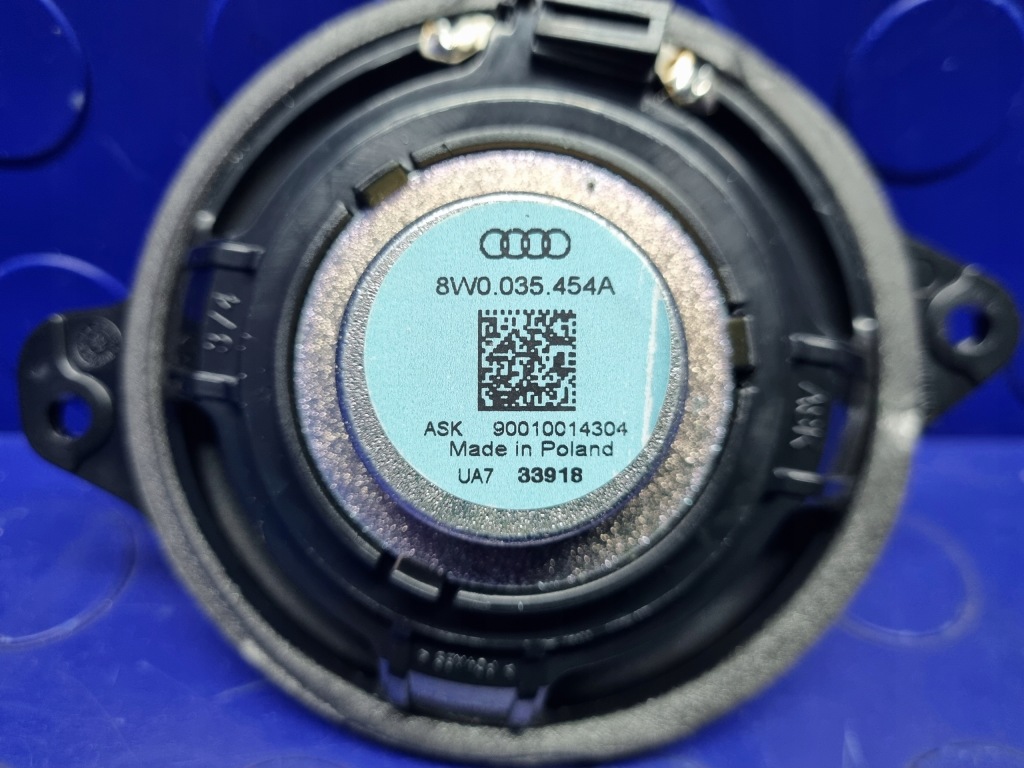 8W0.035.454A
ASK 90010014304
Made in Poland
UA7 33918